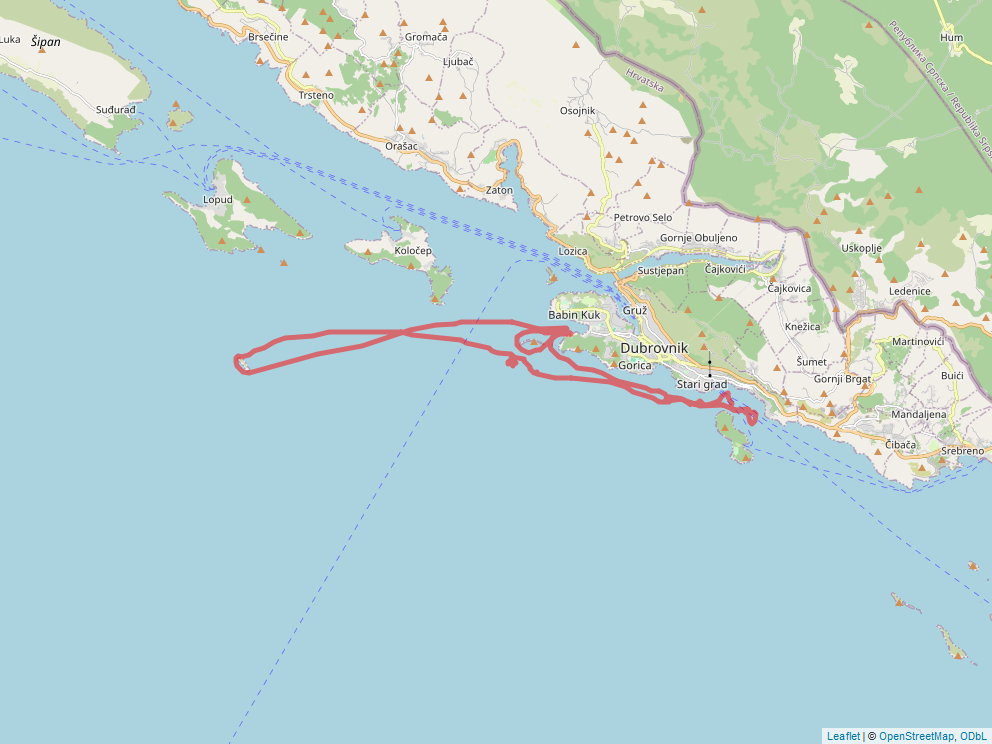 Brsečine
Gromača
Hum
Luka
Šipan
Ljubač
Република Српска / Republika Srpska
Hrvatska
Trsteno
Suđurađ
Osojnik
Orašac
Zaton
Lopud
Petrovo Selo
Gornje Obuljeno
Koločep
Lozica
Uskoplje
Sustjepan
Čajkovići
Čajkovica
Ledenice
Babin Kuk
Gruž
Knežica
Martinovići
Dubrovnik
Šumet
Gorica
Buići
Gornji Brgat
Stari grad
Mandaljena
Čibača
Srebreno
Leaflet | © OpenStreetMap, ODbL